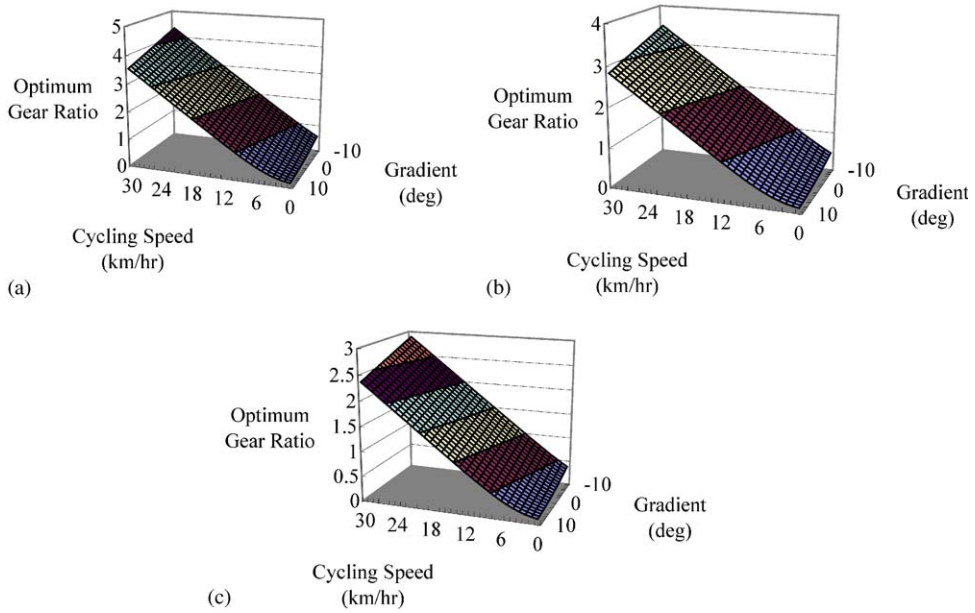 5
4
3
2
1
0
Optimum
Gear Ratio
30 24 18 12 6 0
-10
0
10
Gradient
(deg)
Cycling Speed
(km/hr)
(a)
4
3
2
1
0
Optimum
Gear Ratio
30 24 18 12 6 0
-10
0
10
Gradient
(deg)
Cycling Speed
(km/hr)
(b)
3
2.5
2
1.5
1
0.5
0
Optimum
Gear Ratio
30 24 18 12 6 0
-10
0
10
Gradient
(deg)
Cycling Speed
(km/hr)
(c)